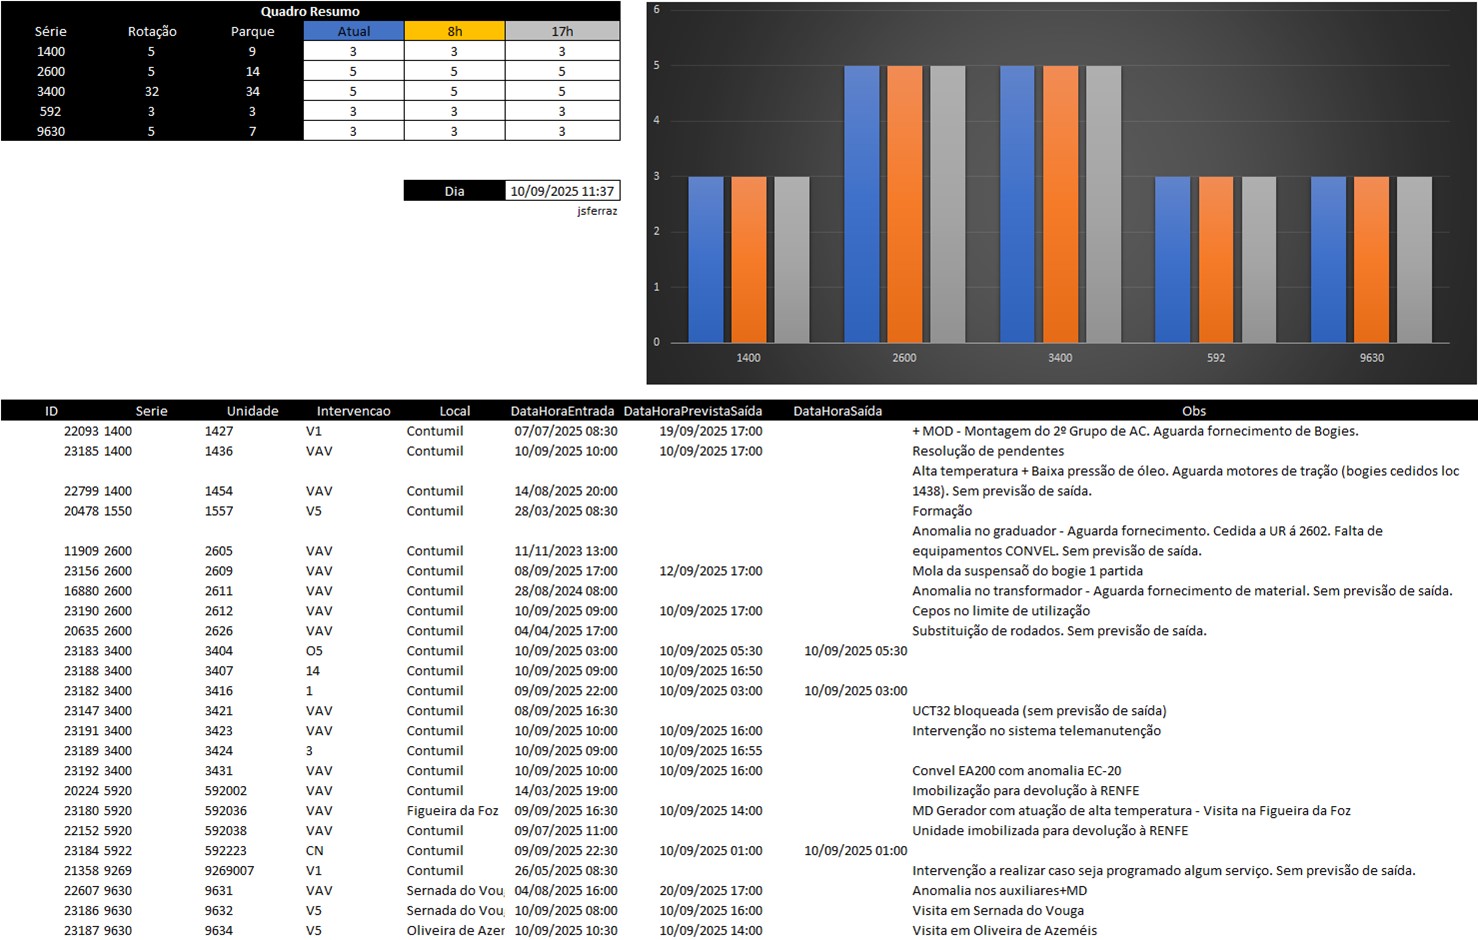 Quadro Resumo
Série Rotação Parque Atual 8h 17h
1400 5 9 3 3 3
2600 5 14 5 5 5
3400 32 34 5 5 5
592 3 3 3 3 3
9630 5 7 3 3 3
Dia 10/09/2025 11:37
jsferraz
6
5
4
3
2
1
0
1400 2600 3400 592 9630
ID Serie Unidade Intervencao Local DataHoraEntrada DataHoraPrevistaSaída DataHoraSaída Obs
22093 1400 1427 V1 Contumil 07/07/2025 08:30 19/09/2025 17:00 + MOD - Montagem do 2º Grupo de AC. Aguarda fornecimento de Bogies.
23185 1400 1436 VAV Contumil 10/09/2025 10:00 10/09/2025 17:00 Resolução de pendentes
Alta temperatura + Baixa pressão de óleo. Aguarda motores de tração (bogies cedidos loc
22799 1400 1454 VAV Contumil 14/08/2025 20:00 1438). Sem previsão de saída.
20478 1550 1557 V5 Contumil 28/03/2025 08:30 Formação
Anomalia no graduador - Aguarda fornecimento. Cedida a UR á 2602. Falta de
11909 2600 2605 VAV Contumil 11/11/2023 13:00 equipamentos CONVEL. Sem previsão de saída.
23156 2600 2609 VAV Contumil 08/09/2025 17:00 12/09/2025 17:00 Mola da suspensaõ do bogie 1 partida
16880 2600 2611 VAV Contumil 28/08/2024 08:00 Anomalia no transformador - Aguarda fornecimento de material. Sem previsão de saída.
23190 2600 2612 VAV Contumil 10/09/2025 09:00 10/09/2025 17:00 Cepos no limite de utilização
20635 2600 2626 VAV Contumil 04/04/2025 17:00 Substituição de rodados. Sem previsão de saída.
23183 3400 3404 O5 Contumil 10/09/2025 03:00 10/09/2025 05:30 10/09/2025 05:30
23188 3400 3407 14 Contumil 10/09/2025 09:00 10/09/2025 16:50
23182 3400 3416 1 Contumil 09/09/2025 22:00 10/09/2025 03:00 10/09/2025 03:00
23147 3400 3421 VAV Contumil 08/09/2025 16:30 UCT32 bloqueada (sem previsão de saída)
23191 3400 3423 VAV Contumil 10/09/2025 10:00 10/09/2025 16:00 Intervenção no sistema telemanutenção
23189 3400 3424 3 Contumil 10/09/2025 09:00 10/09/2025 16:55
23192 3400 3431 VAV Contumil 10/09/2025 10:00 10/09/2025 16:00 Convel EA200 com anomalia EC-20
20224 5920 592002 VAV Contumil 14/03/2025 19:00 Imobilização para devolução à RENFE
23180 5920 592036 VAV Figueira da Foz 09/09/2025 16:30 10/09/2025 14:00 MD Gerador com atuação de alta temperatura - Visita na Figueira da Foz
22152 5920 592038 VAV Contumil 09/07/2025 11:00 Unidade imobilizada para devolução à RENFE
23184 5922 592223 CN Contumil 09/09/2025 22:30 10/09/2025 01:00 10/09/2025 01:00
21358 9269 9269007 V1 Contumil 26/05/2025 08:30 Intervenção a realizar caso seja programado algum serviço. Sem previsão de saída.
22607 9630 9631 VAV Sernada do Vou 04/08/2025 16:00 20/09/2025 17:00 Anomalia nos auxiliares+MD
23186 9630 9632 V5 Sernada do Vou 10/09/2025 08:00 10/09/2025 16:00 Visita em Sernada do Vouga
23187 9630 9634 V5 Oliveira de Azer 10/09/2025 10:30 10/09/2025 14:00 Visita em Oliveira de Azeméis